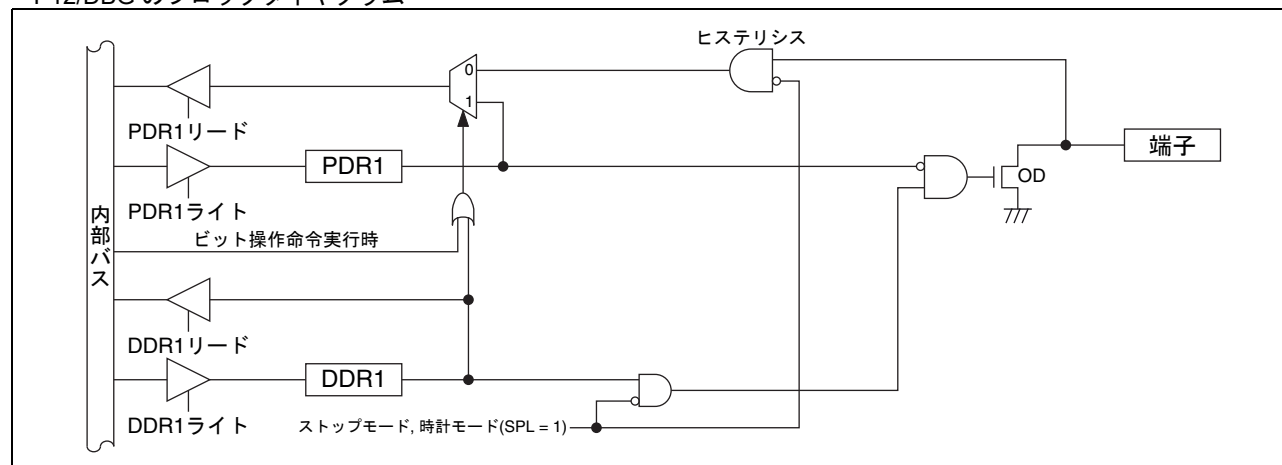 ヒステリシス
0
1
PDR1リード
PDR1
端子
OD
PDR1ライト
ビット操作命令実行時
内部バス
DDR1リード
DDR1
DDR1ライト
ストップモード, 時計モード(SPL = 1)